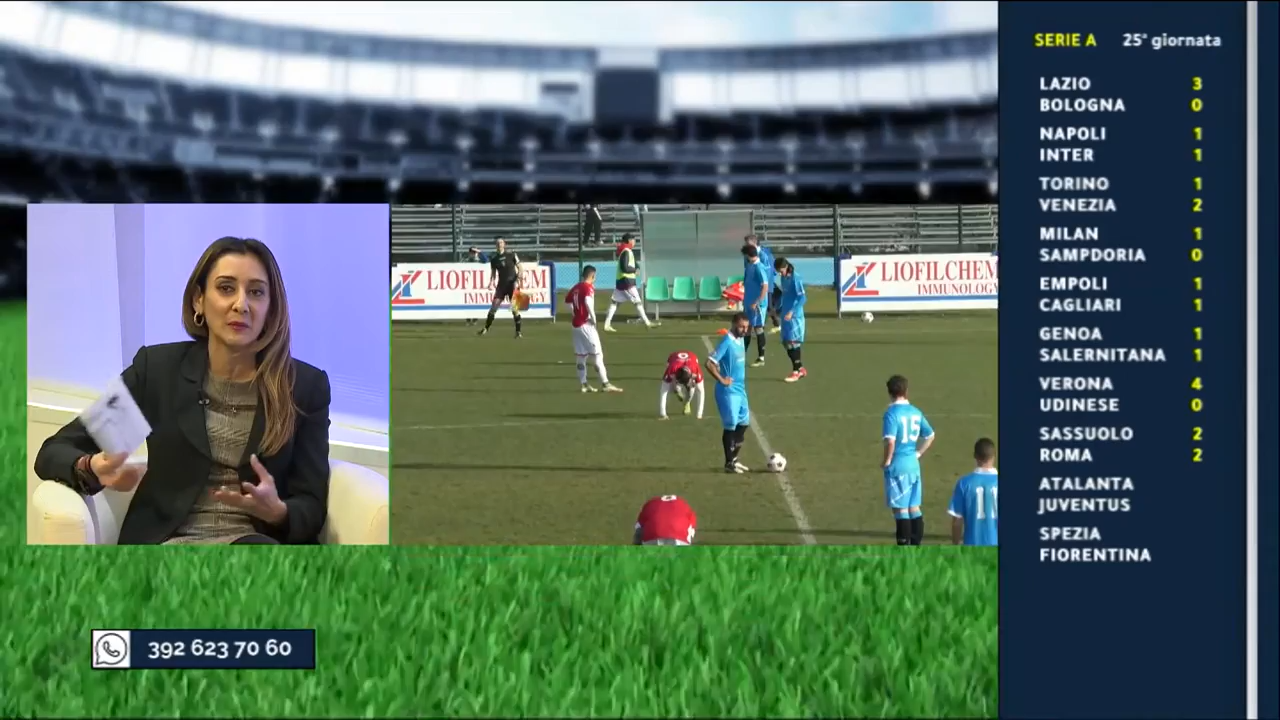 SERIE A 25ª giornata
LAZIO 3
BOLOGNA 0
NAPOLI 1
INTER 1
TORINO 1
VENEZIA 2
MILAN 1
SAMPDORIA 0
EMPOLI 1
CAGLIARI 1
GENOA 1
SALERNITANA 1
VERONA 4
UDINESE 0
SASSUOLO 2
ROMA 2
ATALANTA
JUVENTUS
SPEZIA
FIORENTINA
LIOFILCHEM
IMMUNOLOGY
LIOFILCHEM
IMMUNOLOGY
15
11
392 623 70 60